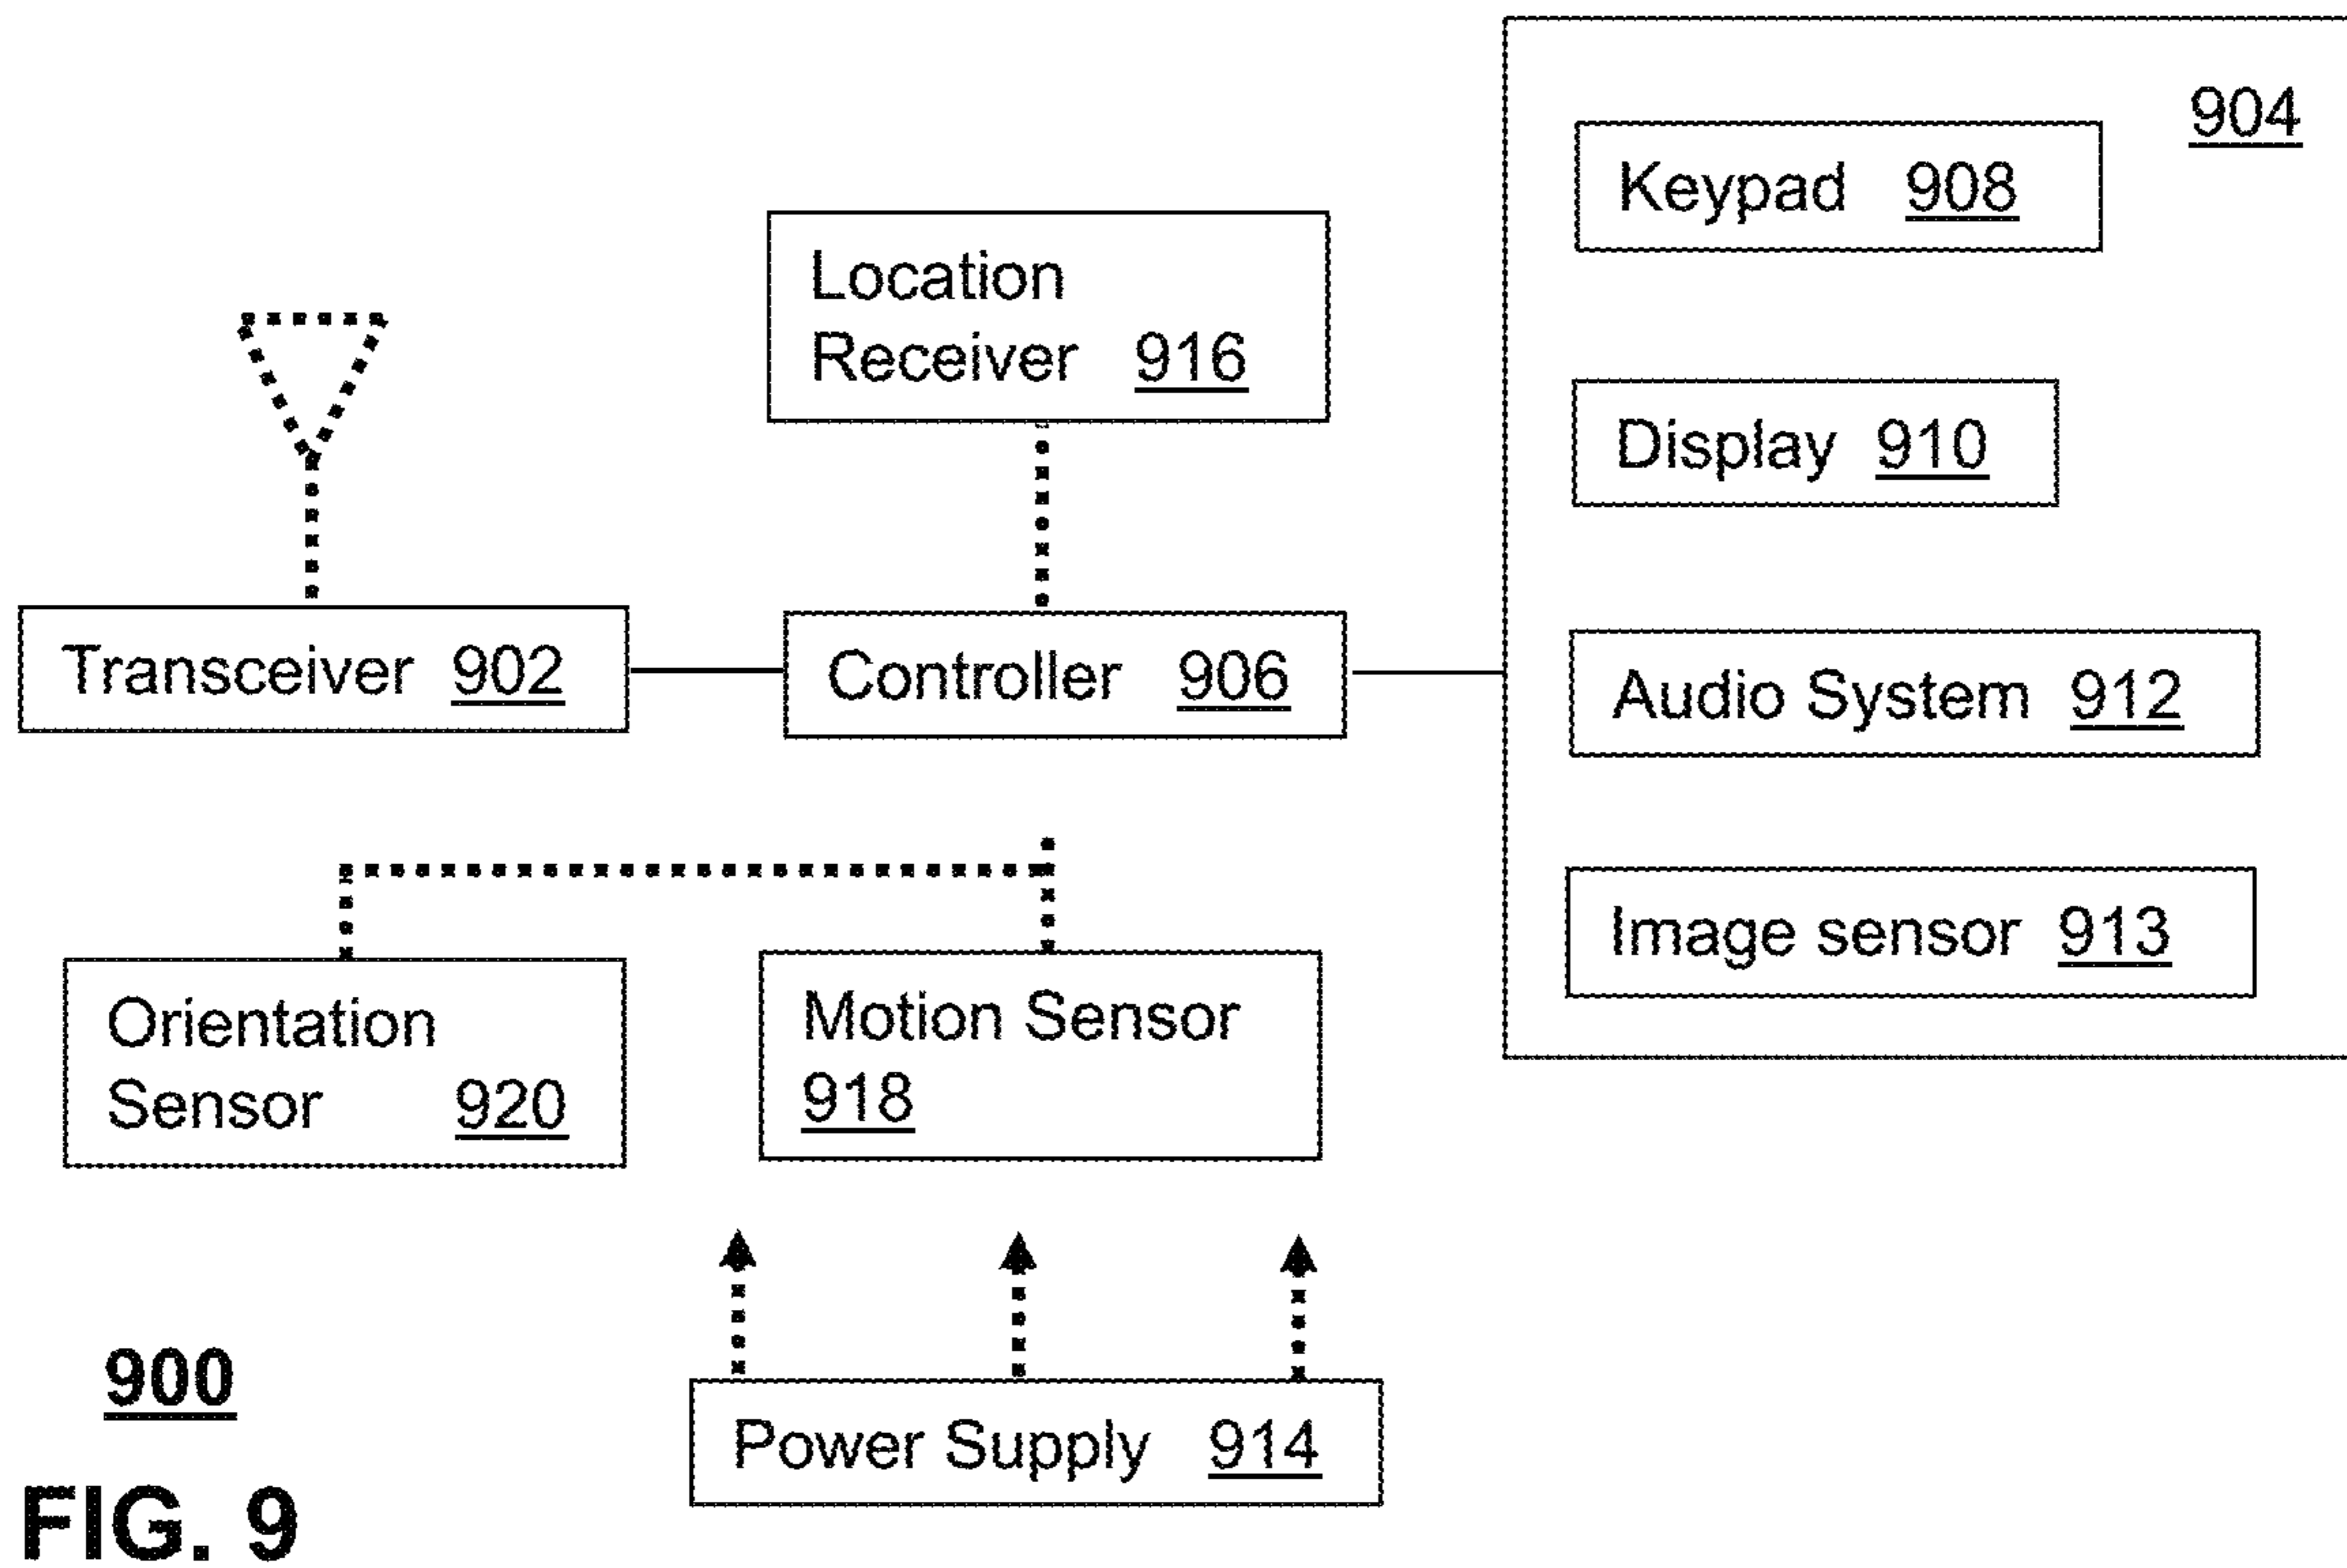 904
Keypad 908
Location
Receiver 916
Display 910
Transceiver 902
Controller 906
Audio System 912
Image sensor 913
Orientation
Sensor 920
Motion Sensor
918
900
Power Supply 914
FIG. 9